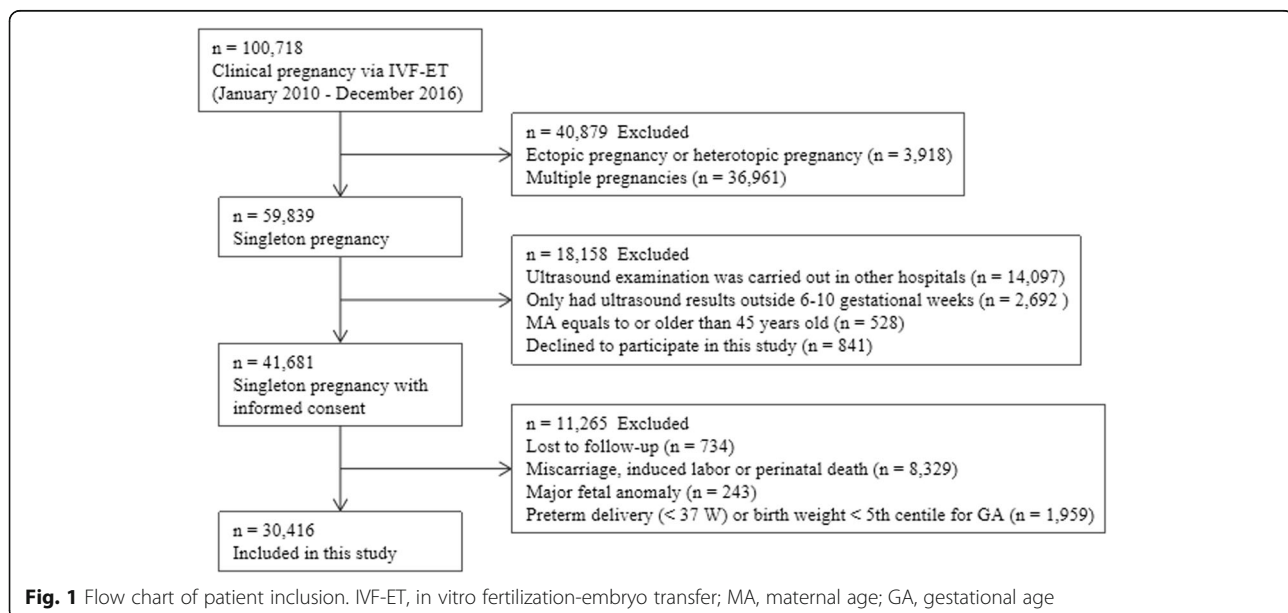 n = 100,718
Clinical pregnancy via IVF-ET
(January 2010 - December 2016)
n = 40,879 Excluded
Ectopic pregnancy or heterotopic pregnancy (n = 3,918)
Multiple pregnancies (n = 36,961)
n = 59,839
Singleton pregnancy
n = 18,158 Excluded
Ultrasound examination was carried out in other hospitals (n = 14,097)
Only had ultrasound results outside 6-10 gestational weeks (n = 2,692 )
MA equals to or older than 45 years old (n = 528)
Declined to participate in this study (n = 841)
n = 41,681
Singleton pregnancy with
informed consent
n = 11,265 Excluded
Lost to follow-up (n = 734)
Miscarriage, induced labor or perinatal death (n = 8,329)
Major fetal anomaly (n = 243)
Preterm delivery (< 37 W) or birth weight < 5th centile for GA (n = 1,959)
n = 30,416
Included in this study
Fig. 1 Flow chart of patient inclusion. IVF-ET, in vitro fertilization-embryo transfer; MA, maternal age; GA, gestational age